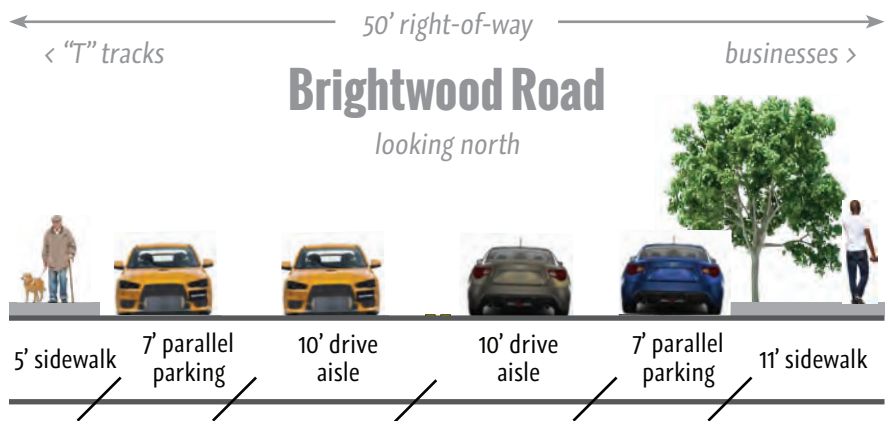 50’ right-of-way
< “T” tracks
businesses >
Brightwood Road
looking north
5’ sidewalk
7’ parallel
parking
10’ drive
aisle
10’ drive
aisle
7’ parallel
parking
11’ sidewalk